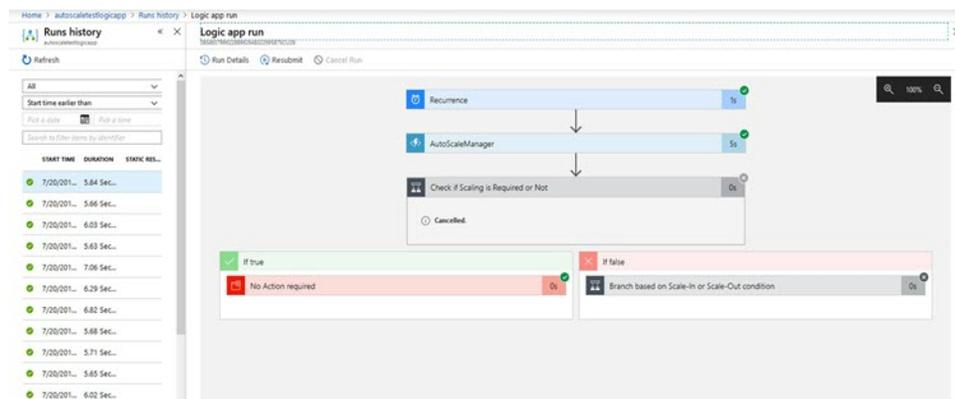 Home > autoscaletestlogicapp > Runs history > Logic app run
Runs history
autoscaletestlogicapp
Refresh
All
Start time earlier than
Pick a date
Pick a time
Search to filter items by identifier
START TIME DURATION STATIC RES...
7/20/201... 5.84 Sec...
7/20/201... 5.66 Sec...
7/20/201... 6.03 Sec...
7/20/201... 5.63 Sec...
7/20/201... 7.06 Sec...
7/20/201... 6.29 Sec...
7/20/201... 6.82 Sec...
7/20/201... 5.68 Sec...
7/20/201... 5.71 Sec...
7/20/201... 5.65 Sec...
7/20/201... 6.02 Sec...
Logic app run
Run Details Resubmit Cancel Run
100%
Recurrence 1s
AutoScaleManager 5s
Check if Scaling is Required or Not 0s
Cancelled.
If true
No Action required 0s
If false
Branch based on Scale-In or Scale-Out condition 0s